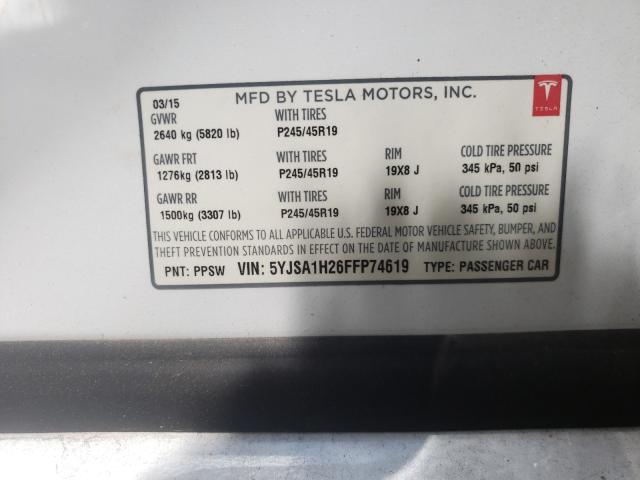 03/15 MFD BY TESLA MOTORS, INC.
TESLA
GVWR WITH TIRES
2640 kg (5820 lb) P245/45R19
GAWR FRT WITH TIRES RIM COLD TIRE PRESSURE
1276kg (2813 lb) P245/45R19 19X8 J 345 kPa, 50 psi
GAWR RR WITH TIRES RIM COLD TIRE PRESSURE
1500kg (3307 lb) P245/45R19 19X8 J 345 kPa, 50 psi
THIS VEHICLE CONFORMS TO ALL APPLICABLE U.S. FEDERAL MOTOR VEHICLE SAFETY, BUMPER, AND
THEFT PREVENTION STANDARDS IN EFFECT ON THE DATE OF MANUFACTURE SHOWN ABOVE.
PNT: PPSW VIN: 5YJSA1H26FFP74619 TYPE: PASSENGER CAR